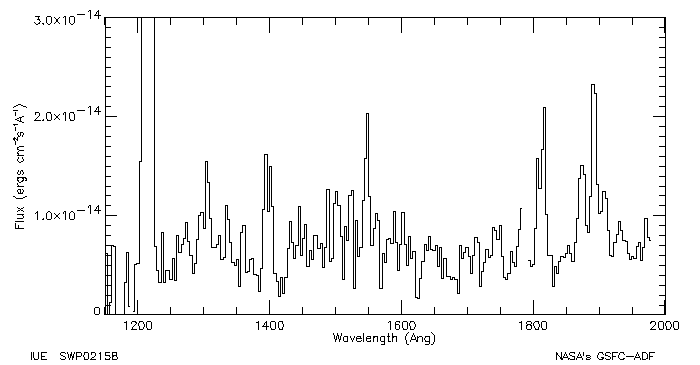 3.0×10⁻¹⁴
2.0×10⁻¹⁴
1.0×10⁻¹⁴
0
Flux (ergs cm⁻²s⁻¹A⁻¹)
1200 1400 1600 1800 2000
Wavelength (Ang)
IUE SWP0215B NASA's GSFC-ADF